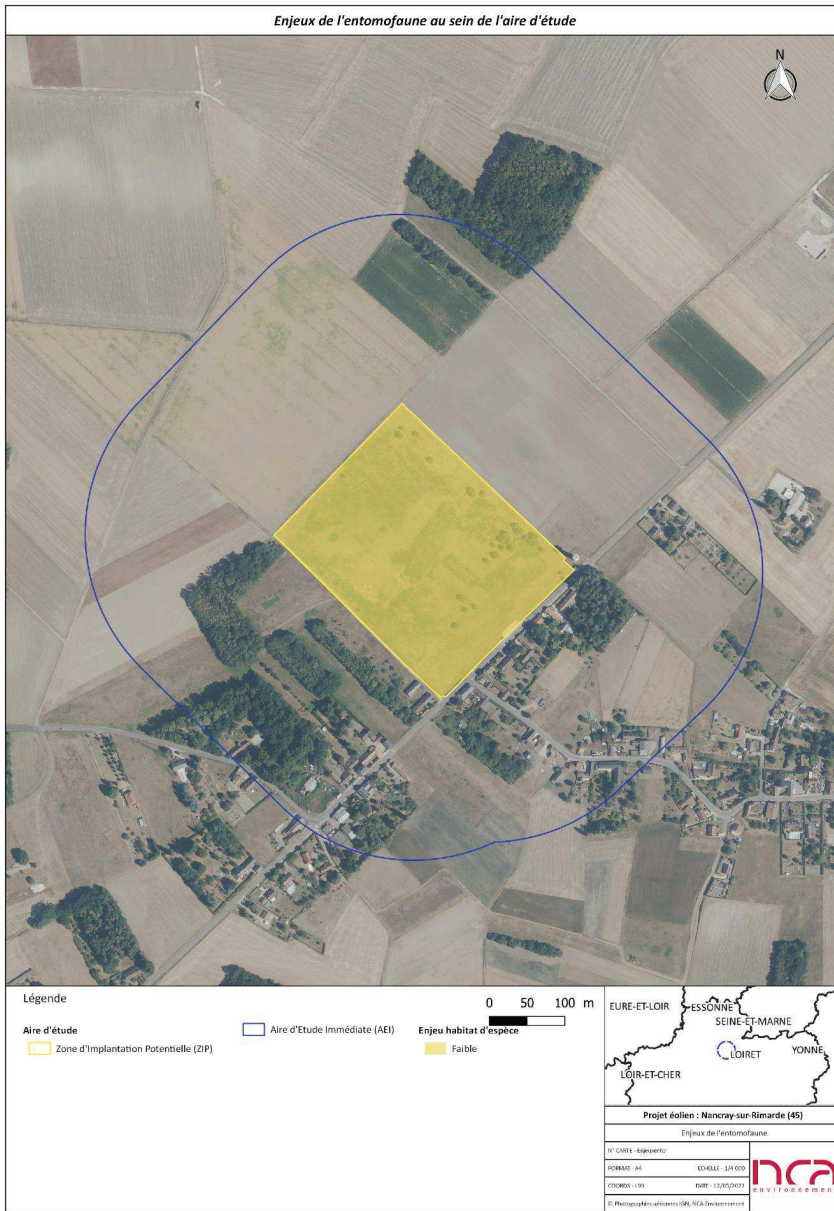 Enjeux de l'entomofaune au sein de l'aire d'étude
N
Légende
0 50 100 m
Aire d'étude
Zone d'Implantation Potentielle (ZIP)
Aire d'Etude Immédiate (AEI)
Enjeu habitat d'espèce
Faible
EURE-ET-LOIR
ESSONNE
SEINE-ET-MARNE
LOIRET
YONNE
LOIR-ET-CHER
Projet éolien : Nancray-sur-Rimarde (45)
Enjeux de l'entomofaune
N° CARTE - Enjeuxento
FORMAT - A4 ECHELLE - 1/4 000
COORDS - L93 DATE - 12/05/2022
© Photographies aériennes IGN, NCA Environnement
nca
environnement